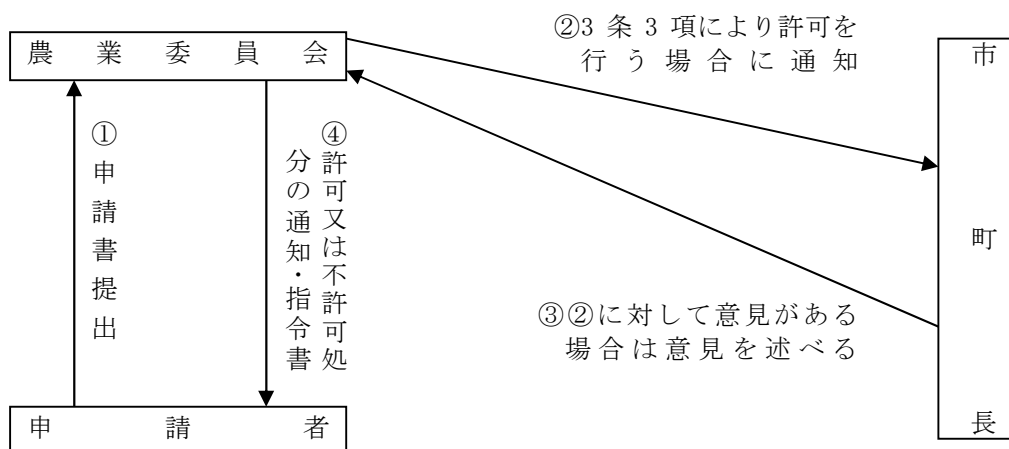 ②3条3項により許可を
行う場合に通知
農業委員会
市町長
①申請書提出
④許可又は不許可処
分の通知・指令書
③②に対して意見がある
場合は意見を述べる
申請者